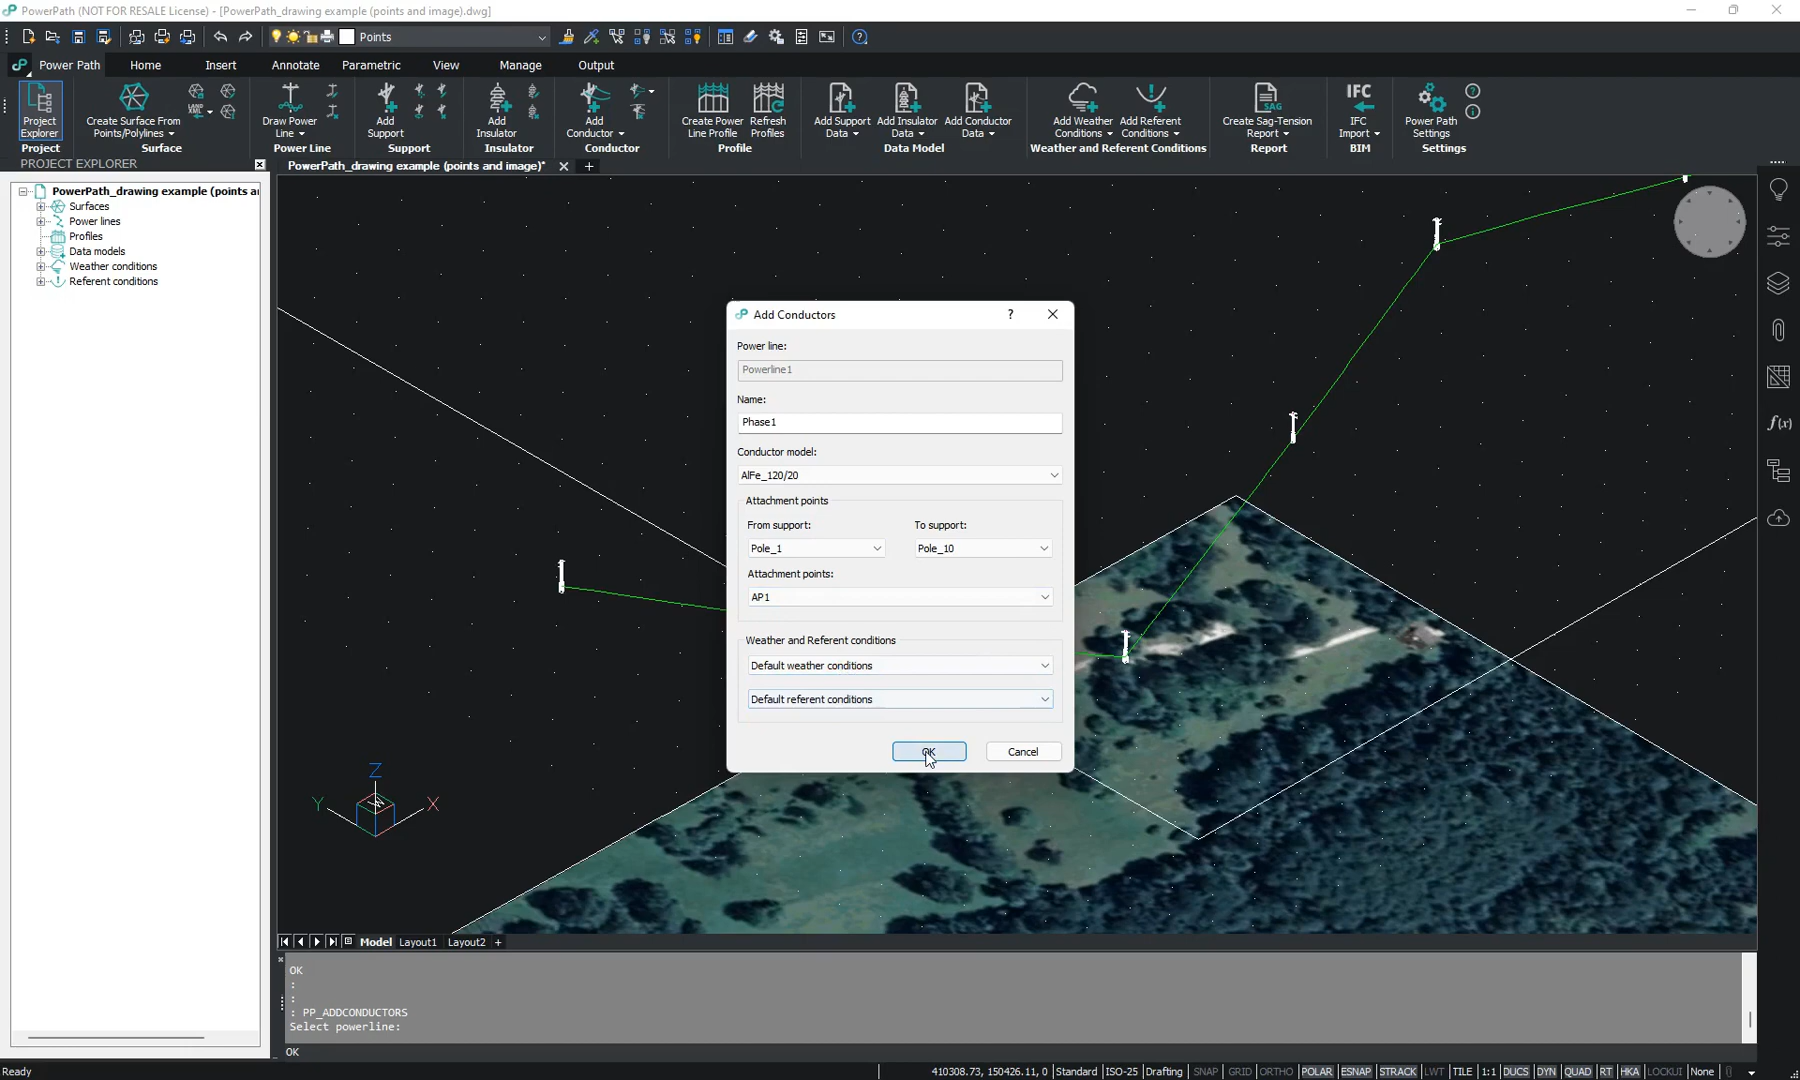 PowerPath (NOT FOR RESALE License) - [PowerPath_drawing example (points and image).dwg]
Points
Power Path Home Insert Annotate Parametric View Manage Output
Project Explorer
Project
Create Surface From Points/Polylines
LAND XML
Surface
Draw Power Line
Power Line
Add Support
Support
Add Insulator
Insulator
Add Conductor
Conductor
Create Power Line Profile
Refresh Profiles
Profile
Add Support Data
Add Insulator Data
Add Conductor Data
Data Model
Add Weather Conditions
Add Referent Conditions
Weather and Referent Conditions
SAG
Create Sag-Tension Report
Report
IFC
IFC Import
BIM
Power Path Settings
Settings
PROJECT EXPLORER
PowerPath_drawing example (points and image)*
PowerPath_drawing example (points a
Surfaces
Power lines
Profiles
Data models
Weather conditions
Referent conditions
Add Conductors
?
Power line:
Powerline1
Name:
Phase1
Conductor model:
AlFe_120/20
Attachment points
From support: To support:
Pole_1 Pole_10
Attachment points:
AP1
Weather and Referent conditions
Default weather conditions
Default referent conditions
OK Cancel
f(x)
Z
Y X
Model Layout1 Layout2 +
OK
:
:
: PP_ADDCONDUCTORS
Select powerline:
OK
Ready
410308.73, 150426.11, 0 Standard ISO-25 Drafting SNAP GRID ORTHO POLAR ESNAP STRACK LWT TILE 1:1 DUCS DYN QUAD RT HKA LOCKUI None